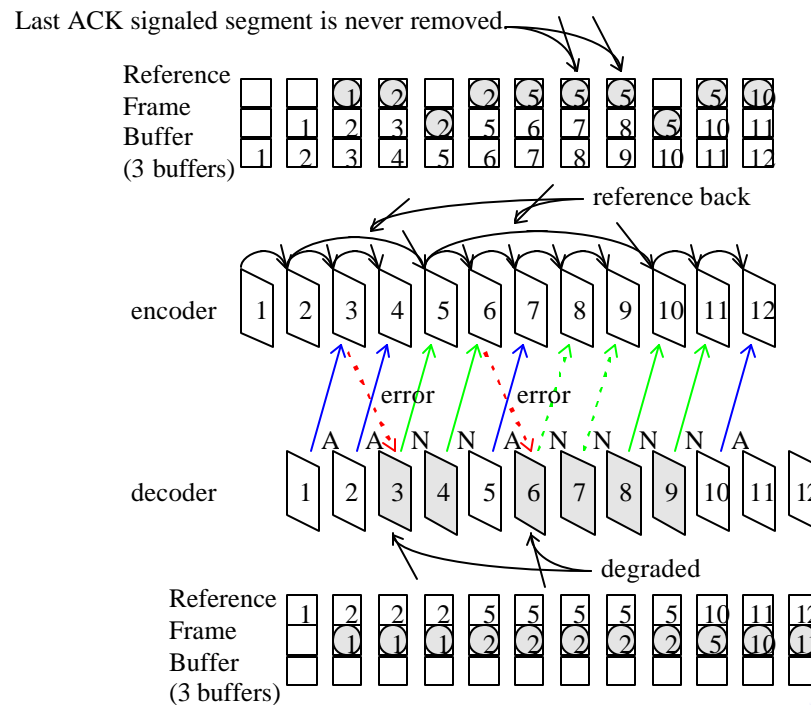 Last ACK signaled segment is never removed.
Reference
Frame
Buffer
(3 buffers)
1 2 2 5 5 5 5 10
1 2 3 2 5 6 7 8 5 10 11
1 2 3 4 5 6 7 8 9 10 11 12
reference back
encoder
1 2 3 4 5 6 7 8 9 10 11 12
error error
A A N N A N N N N A
decoder
1 2 3 4 5 6 7 8 9 10 11 12
degraded
Reference
Frame
Buffer
(3 buffers)
1 2 2 2 5 5 5 5 5 10 11 12
1 1 1 2 2 2 2 2 5 10 11